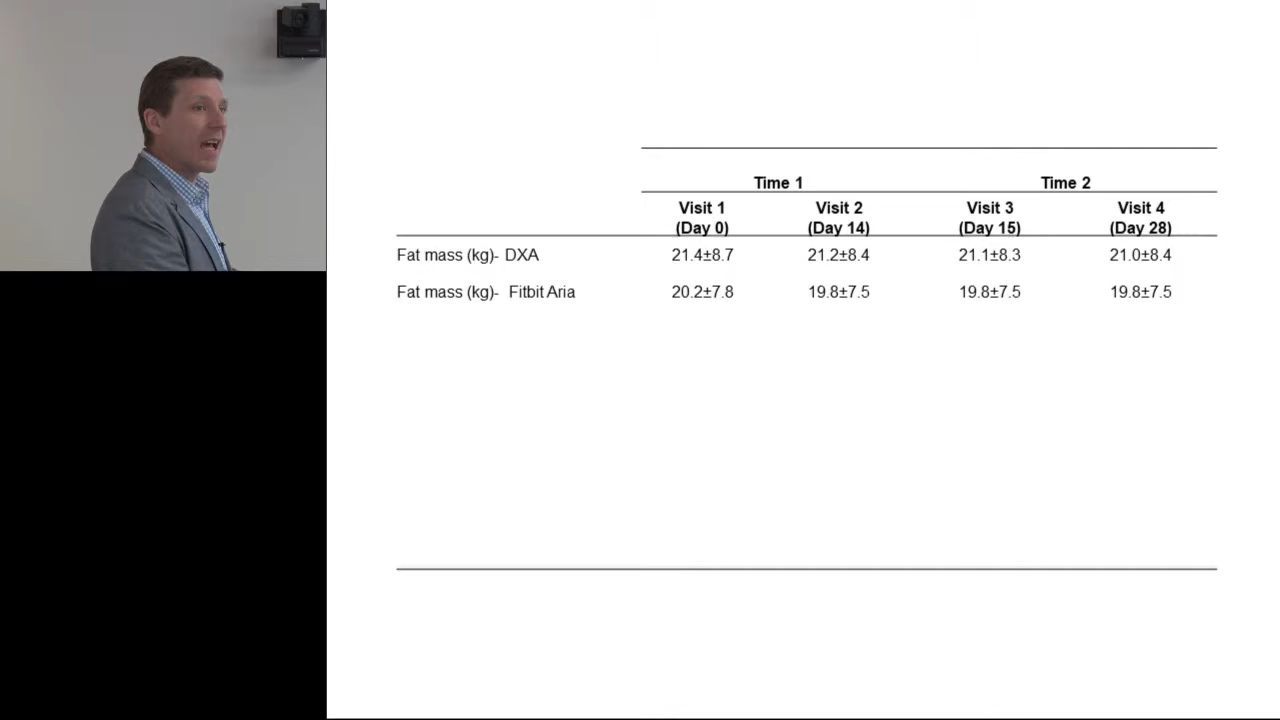 Time 1 Time 2
Visit 1 Visit 2 Visit 3 Visit 4
(Day 0) (Day 14) (Day 15) (Day 28)
Fat mass (kg)- DXA 21.4±8.7 21.2±8.4 21.1±8.3 21.0±8.4
Fat mass (kg)- Fitbit Aria 20.2±7.8 19.8±7.5 19.8±7.5 19.8±7.5